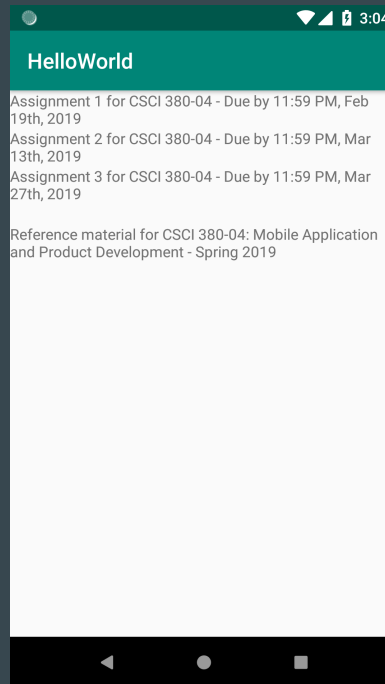 3:04
HelloWorld
Assignment 1 for CSCI 380-04 - Due by 11:59 PM, Feb
19th, 2019
Assignment 2 for CSCI 380-04 - Due by 11:59 PM, Mar
13th, 2019
Assignment 3 for CSCI 380-04 - Due by 11:59 PM, Mar
27th, 2019
Reference material for CSCI 380-04: Mobile Application
and Product Development - Spring 2019